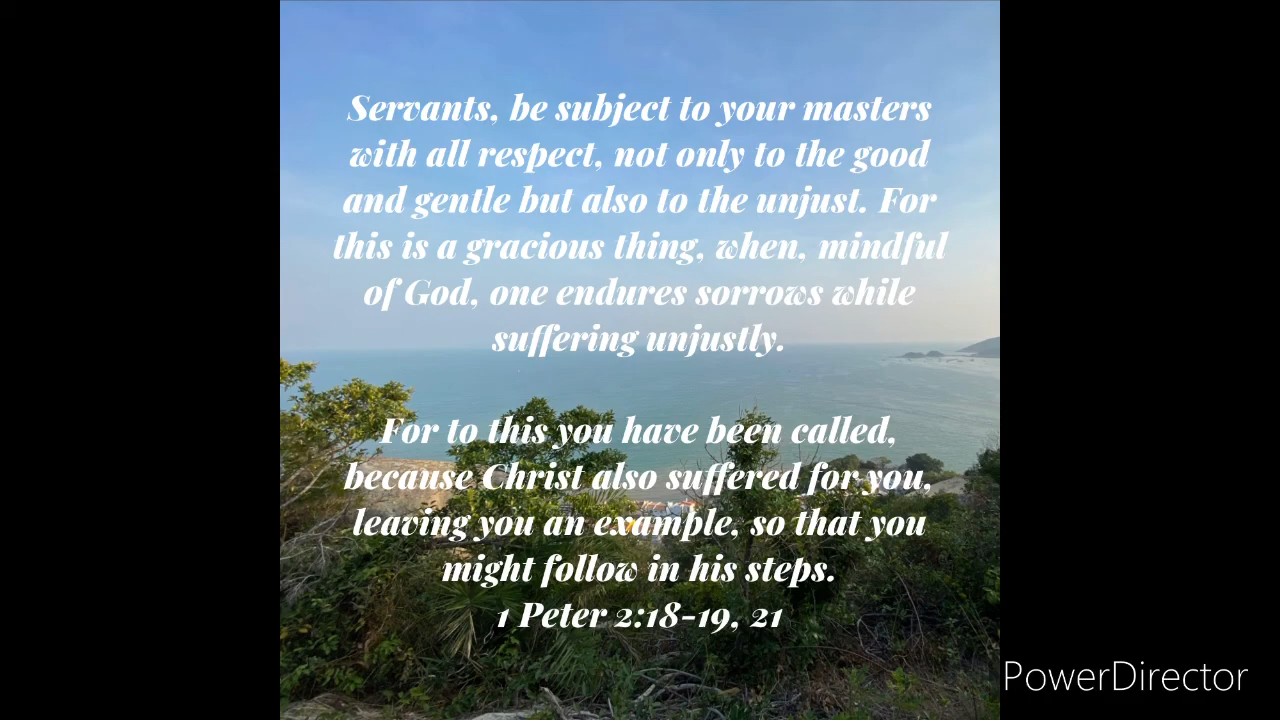 Servants, be subject to your masters
with all respect, not only to the good
and gentle but also to the unjust. For
this is a gracious thing, when, mindful
of God, one endures sorrows while
suffering unjustly.
For to this you have been called,
because Christ also suffered for you,
leaving you an example, so that you
might follow in his steps.
1 Peter 2:18-19, 21
PowerDirector